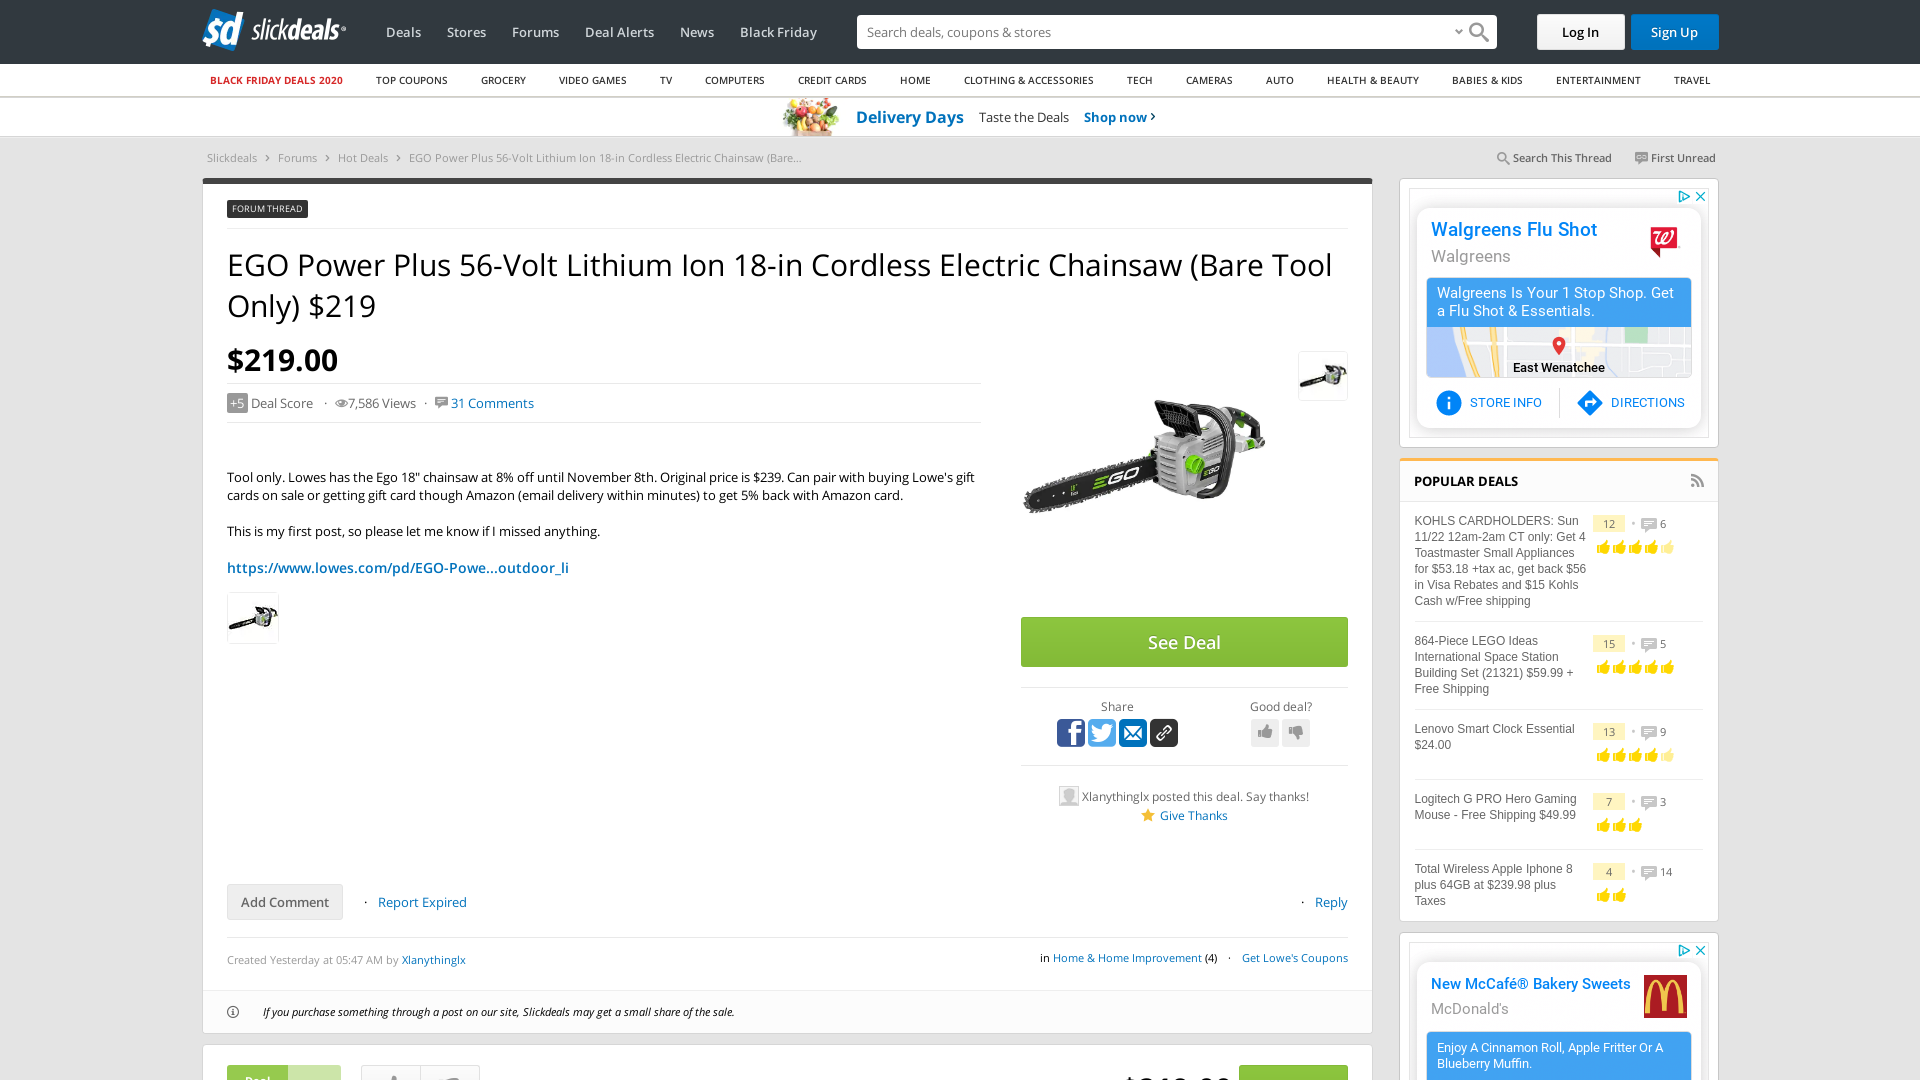 slickdeals
Deals
Stores
Forums
Deal Alerts
News
Black Friday
Search deals, coupons & stores
Log In
Sign Up
BLACK FRIDAY DEALS 2020
TOP COUPONS
GROCERY
VIDEO GAMES
TV
COMPUTERS
CREDIT CARDS
HOME
CLOTHING & ACCESSORIES
TECH
CAMERAS
AUTO
HEALTH & BEAUTY
BABIES & KIDS
ENTERTAINMENT
TRAVEL
Delivery Days Taste the Deals Shop now
Slickdeals › Forums › Hot Deals › EGO Power Plus 56-Volt Lithium Ion 18-in Cordless Electric Chainsaw (Bare...
Search This Thread
First Unread
FORUM THREAD
EGO Power Plus 56-Volt Lithium Ion 18-in Cordless Electric Chainsaw (Bare Tool
Only) $219
$219.00
+5 Deal Score · 7,586 Views · 31 Comments
Tool only. Lowes has the Ego 18" chainsaw at 8% off until November 8th. Original price is $239. Can pair with buying Lowe's gift
cards on sale or getting gift card though Amazon (email delivery within minutes) to get 5% back with Amazon card.
This is my first post, so please let me know if I missed anything.
https://www.lowes.com/pd/EGO-Powe...outdoor_li
EGO
See Deal
Share
Good deal?
Xlanythinglx posted this deal. Say thanks!
Give Thanks
Add Comment
· Report Expired
· Reply
Created Yesterday at 05:47 AM by Xlanythinglx
in Home & Home Improvement (4) · Get Lowe's Coupons
If you purchase something through a post on our site, Slickdeals may get a small share of the sale.
Walgreens Flu Shot
Walgreens
Walgreens Is Your 1 Stop Shop. Get
a Flu Shot & Essentials.
East Wenatchee
STORE INFO
DIRECTIONS
POPULAR DEALS
KOHLS CARDHOLDERS: Sun
11/22 12am-2am CT only: Get 4
Toastmaster Small Appliances
for $53.18 +tax ac, get back $56
in Visa Rebates and $15 Kohls
Cash w/Free shipping
12 • 6
864-Piece LEGO Ideas
International Space Station
Building Set (21321) $59.99 +
Free Shipping
15 • 5
Lenovo Smart Clock Essential
$24.00
13 • 9
Logitech G PRO Hero Gaming
Mouse - Free Shipping $49.99
7 • 3
Total Wireless Apple Iphone 8
plus 64GB at $239.98 plus
Taxes
4 • 14
New McCafé® Bakery Sweets
McDonald's
Enjoy A Cinnamon Roll, Apple Fritter Or A
Blueberry Muffin.